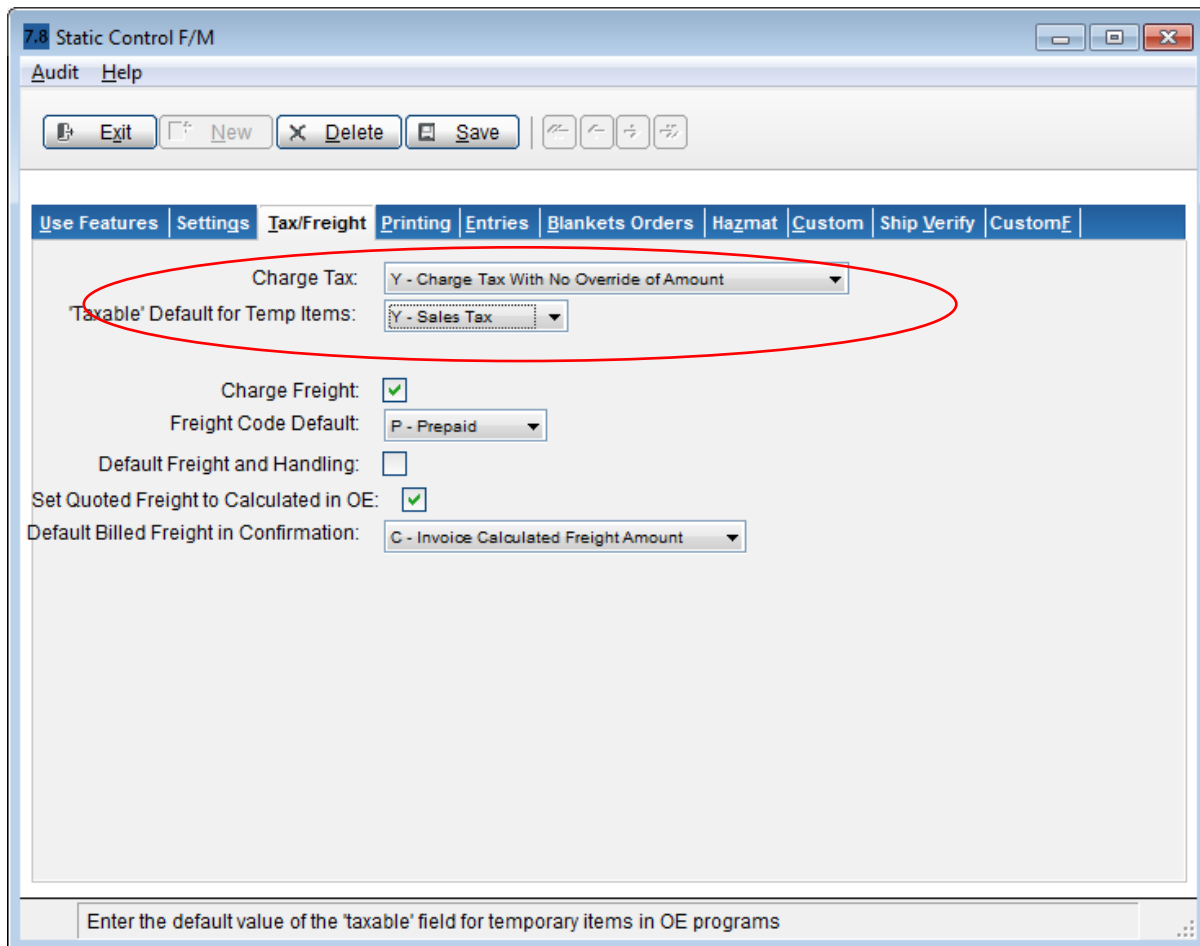 7.8 Static Control F/M
Audit Help
Exit New Delete Save
Use Features Settings Tax/Freight Printing Entries Blankets Orders Hazmat Custom Ship Verify CustomF
Charge Tax: Y - Charge Tax With No Override of Amount
'Taxable' Default for Temp Items: Y - Sales Tax
Charge Freight:
Freight Code Default: P - Prepaid
Default Freight and Handling:
Set Quoted Freight to Calculated in OE:
Default Billed Freight in Confirmation: C - Invoice Calculated Freight Amount
Enter the default value of the 'taxable' field for temporary items in OE programs